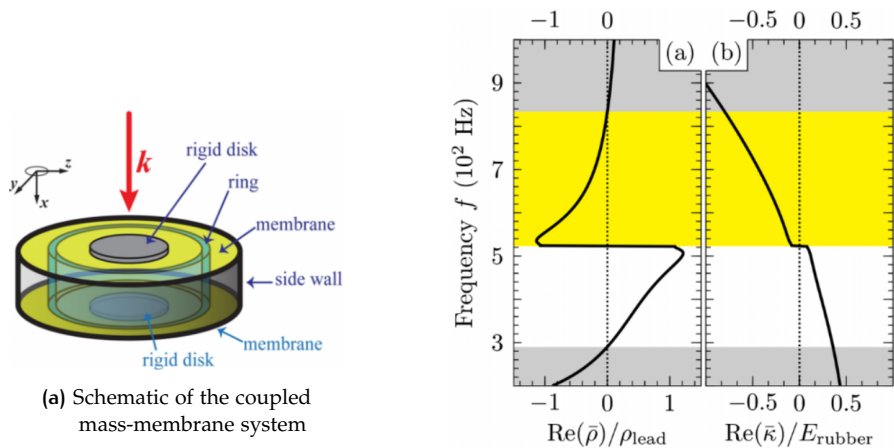 k
rigid disk
ring
membrane
side wall
membrane
rigid disk
z
y
x
(a) Schematic of the coupled
mass-membrane system
−1 0 1
−0.5 0 0.5
(a)
(b)
Frequency f (10² Hz)
9
7
5
3
−1 0 1
−0.5 0 0.5
Re(ρ̄)/ρlead
Re(κ̄)/Erubber